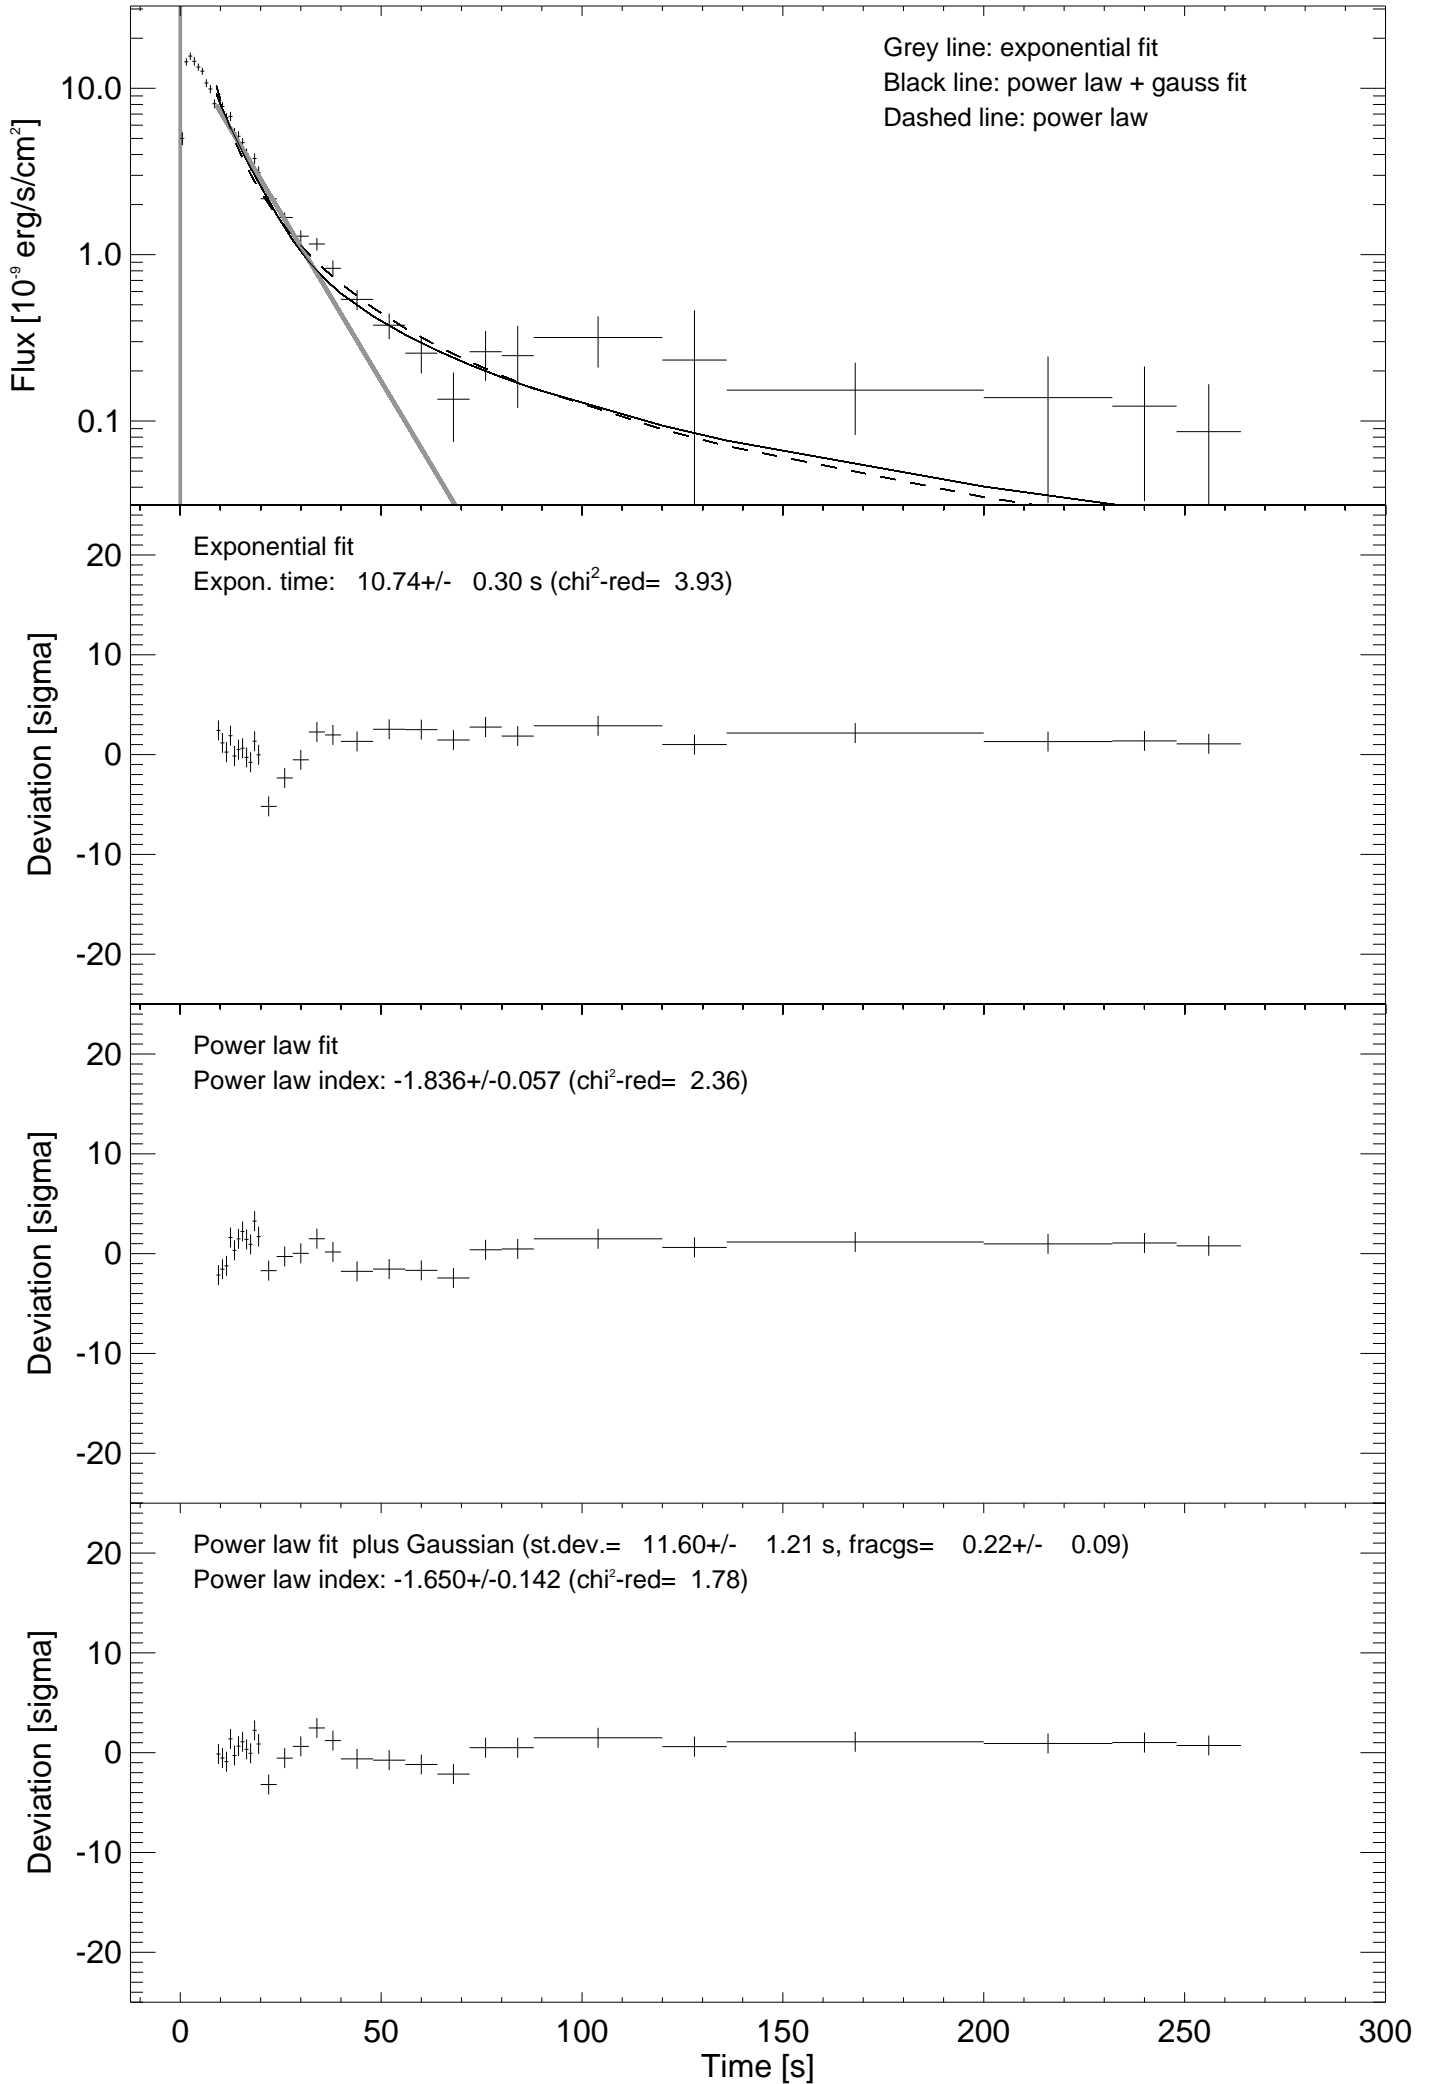 Grey line: exponential fit
Black line: power law + gauss fit
Dashed line: power law
10.0
1.0
0.1
Flux [10⁻⁹ erg/s/cm²]
Exponential fit
Expon. time:   10.74+/-   0.30 s (chi²-red=  3.93)
20
10
0
-10
-20
Deviation [sigma]
Power law fit
Power law index: -1.836+/-0.057 (chi²-red=  2.36)
20
10
0
-10
-20
Deviation [sigma]
Power law fit  plus Gaussian (st.dev.=   11.60+/-    1.21 s, fracgs=    0.22+/-    0.09)
Power law index: -1.650+/-0.142 (chi²-red=  1.78)
20
10
0
-10
-20
Deviation [sigma]
0 50 100 150 200 250 300
Time [s]